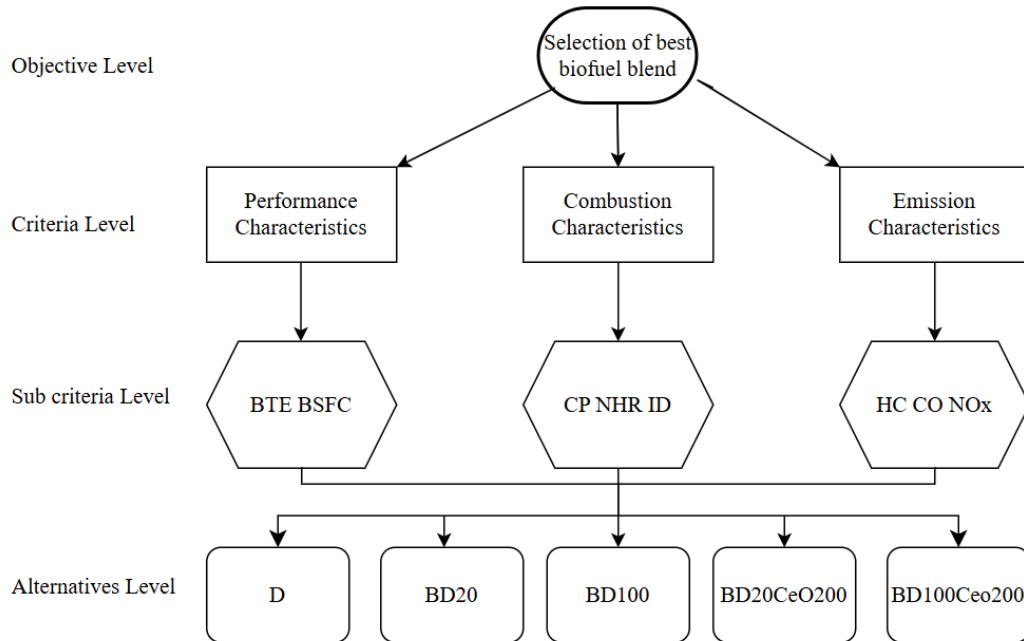 Selection of best
biofuel blend
Objective Level
Performance
Characteristics
Combustion
Characteristics
Emission
Characteristics
Criteria Level
Sub criteria Level
BTE BSFC
CP NHR ID
HC CO NOx
Alternatives Level
D
BD20
BD100
BD20CeO200
BD100Ceo200